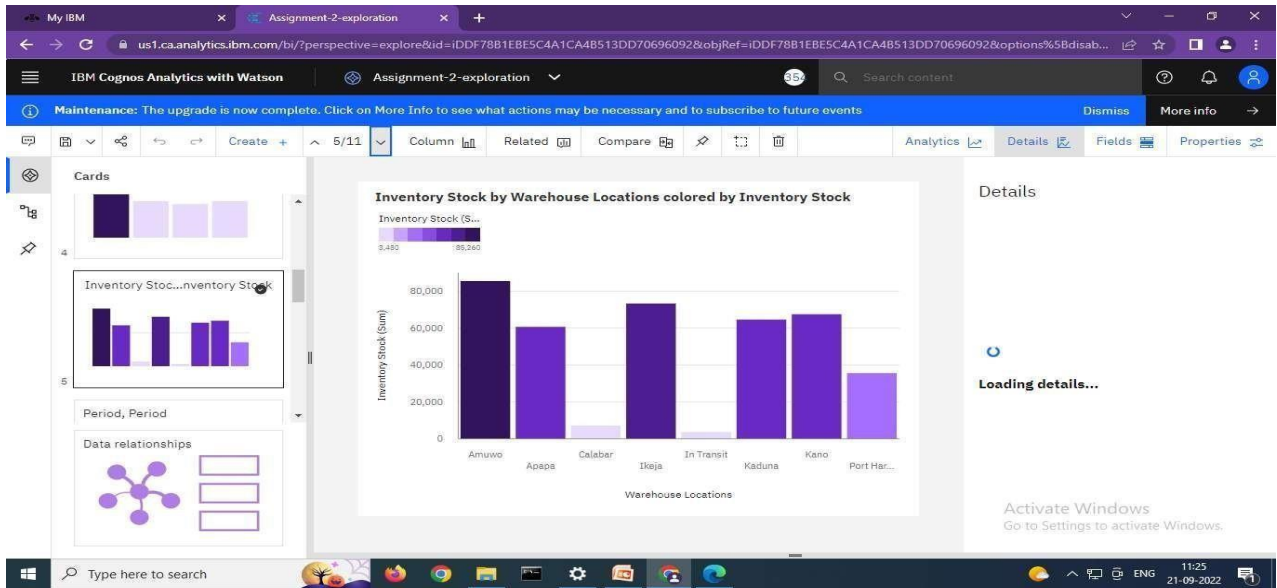 My IBM
Assignment-2-exploration
us1.ca.analytics.ibm.com/bi/?perspective=explore&id=iDDF78B1EBE5C4A1CA4B513DD70696092&objRef=iDDF78B1EBE5C4A1CA4B513DD70696092&options%5Bdisab...
IBM Cognos Analytics with Watson
Assignment-2-exploration
354
Search content
Maintenance: The upgrade is now complete. Click on More Info to see what actions may be necessary and to subscribe to future events
Dismiss
More info
Create +
5/11
Column
Related
Compare
Analytics
Details
Fields
Properties
Cards
4
Inventory Stoc...nventory Stock
5
Period, Period
Data relationships
Inventory Stock by Warehouse Locations colored by Inventory Stock
Inventory Stock (S...
3,480
85,260
80,000
60,000
40,000
20,000
0
Inventory Stock (Sum)
Amuwo
Apapa
Calabar
Ikeja
In Transit
Kaduna
Kano
Port Har...
Warehouse Locations
Details
Loading details...
Activate Windows
Go to Settings to activate Windows.
Type here to search
ENG
11:25
21-09-2022
1